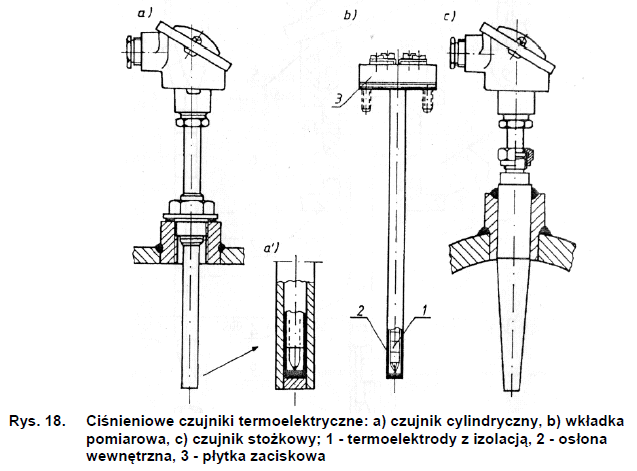 a)
b)
c)
3
a')
2
1
Rys. 18. Ciśnieniowe czujniki termoelektryczne: a) czujnik cylindryczny, b) wkładka
pomiarowa, c) czujnik stożkowy; 1 - termoelektrody z izolacją, 2 - osłona
wewnętrzna, 3 - płytka zaciskowa